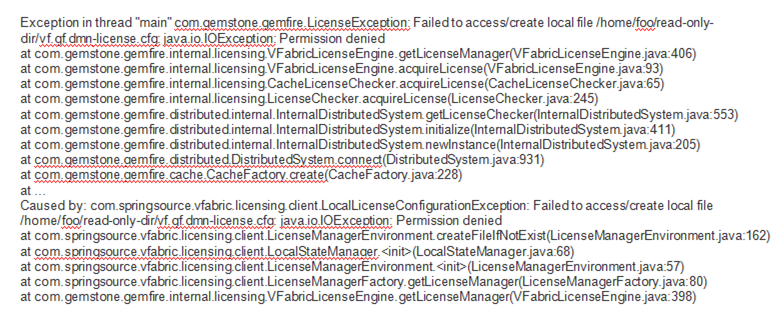 Exception in thread "main" com.gemstone.gemfire.LicenseException: Failed to access/create local file /home/foo/read-only-
dir/vf.gf.dmn-license.cfg: java.io.IOException: Permission denied
at com.gemstone.gemfire.internal.licensing.VFabricLicenseEngine.getLicenseManager(VFabricLicenseEngine.java:406)
at com.gemstone.gemfire.internal.licensing.VFabricLicenseEngine.acquireLicense(VFabricLicenseEngine.java:93)
at com.gemstone.gemfire.internal.licensing.CacheLicenseChecker.acquireLicense(CacheLicenseChecker.java:65)
at com.gemstone.gemfire.internal.licensing.LicenseChecker.acquireLicense(LicenseChecker.java:245)
at com.gemstone.gemfire.distributed.internal.InternalDistributedSystem.getLicenseChecker(InternalDistributedSystem.java:553)
at com.gemstone.gemfire.distributed.internal.InternalDistributedSystem.initialize(InternalDistributedSystem.java:411)
at com.gemstone.gemfire.distributed.internal.InternalDistributedSystem.newInstance(InternalDistributedSystem.java:205)
at com.gemstone.gemfire.distributed.DistributedSystem.connect(DistributedSystem.java:931)
at com.gemstone.gemfire.cache.CacheFactory.create(CacheFactory.java:228)
at ...
Caused by: com.springsource.vfabric.licensing.client.LocalLicenseConfigurationException: Failed to access/create local file
/home/foo/read-only-dir/vf.gf.dmn-license.cfg: java.io.IOException: Permission denied
at com.springsource.vfabric.licensing.client.LicenseManagerEnvironment.createFileIfNotExist(LicenseManagerEnvironment.java:162)
at com.springsource.vfabric.licensing.client.LocalStateManager.<init>(LocalStateManager.java:68)
at com.springsource.vfabric.licensing.client.LicenseManagerEnvironment.<init>(LicenseManagerEnvironment.java:57)
at com.springsource.vfabric.licensing.client.LicenseManagerFactory.getLicenseManager(LicenseManagerFactory.java:80)
at com.gemstone.gemfire.internal.licensing.VFabricLicenseEngine.getLicenseManager(VFabricLicenseEngine.java:398)